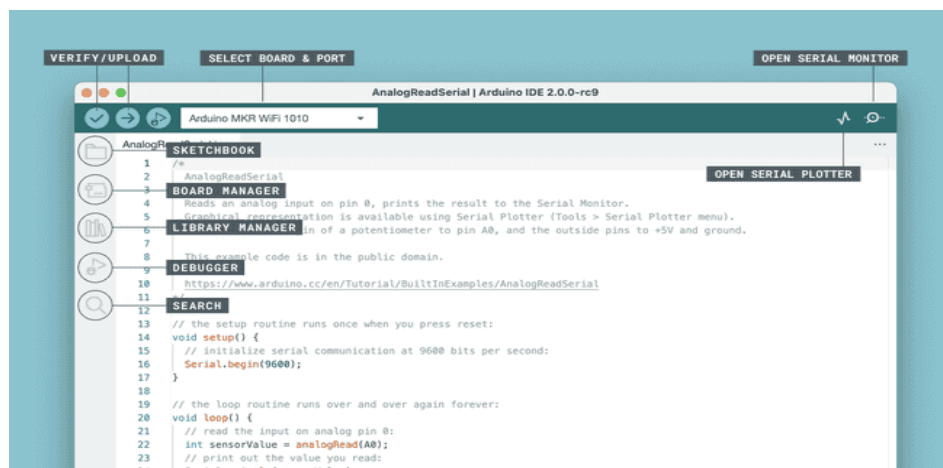 VERIFY/UPLOAD
SELECT BOARD & PORT
OPEN SERIAL MONITOR
AnalogReadSerial | Arduino IDE 2.0.0-rc9
Arduino MKR WiFi 1010
SKETCHBOOK
OPEN SERIAL PLOTTER
BOARD MANAGER
LIBRARY MANAGER
DEBUGGER
SEARCH
1 /*
2 AnalogReadSerial
3
4 Reads an analog input on pin 0, prints the result to the Serial Monitor.
5 Graphical representation is available using Serial Plotter (Tools > Serial Plotter menu).
6 of a potentiometer to pin A0, and the outside pins to +5V and ground.
7
8 This example code is in the public domain.
9
10 https://www.arduino.cc/en/Tutorial/BuiltInExamples/AnalogReadSerial
11
12
13 // the setup routine runs once when you press reset:
14 void setup() {
15 // initialize serial communication at 9600 bits per second:
16 Serial.begin(9600);
17 }
18
19 // the loop routine runs over and over again forever:
20 void loop() {
21 // read the input on analog pin 0:
22 int sensorValue = analogRead(A0);
23 // print out the value you read: